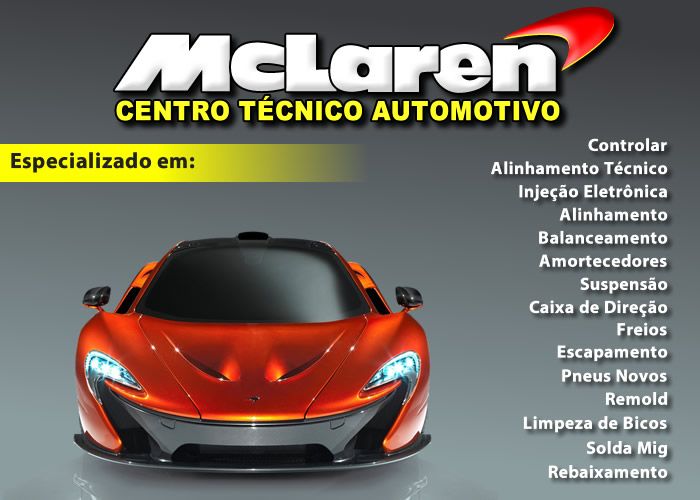 McLaren
CENTRO TÉCNICO AUTOMOTIVO
Especializado em:
Controlar
Alinhamento Técnico
Injeção Eletrônica
Alinhamento
Balanceamento
Amortecedores
Suspensão
Caixa de Direção
Freios
Escapamento
Pneus Novos
Remold
Limpeza de Bicos
Solda Mig
Rebaixamento